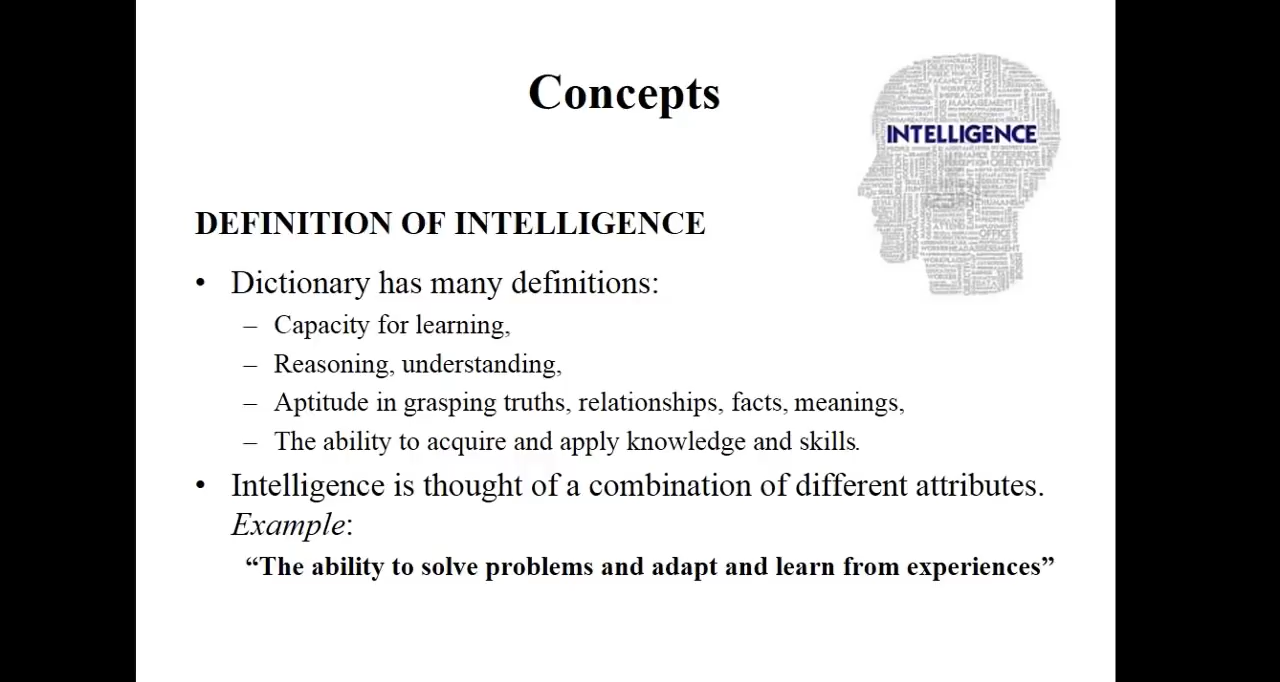 Concepts
INTELLIGENCE
DEFINITION OF INTELLIGENCE
• Dictionary has many definitions:
– Capacity for learning,
– Reasoning, understanding,
– Aptitude in grasping truths, relationships, facts, meanings,
– The ability to acquire and apply knowledge and skills.
• Intelligence is thought of a combination of different attributes.
Example:
“The ability to solve problems and adapt and learn from experiences”